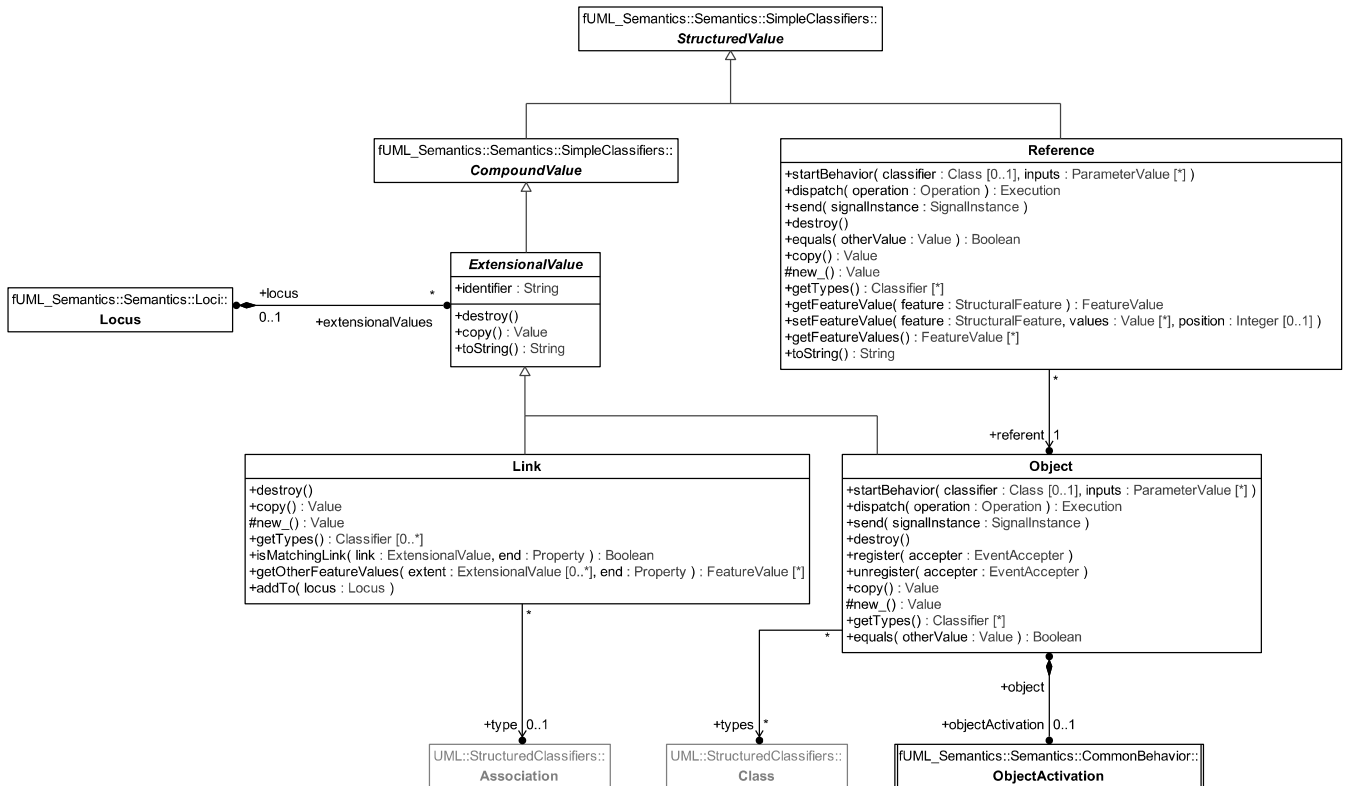 fUML_Semantics::Semantics::SimpleClassifiers::
StructuredValue
fUML_Semantics::Semantics::SimpleClassifiers::
CompoundValue
Reference
+startBehavior( classifier : Class [0..1], inputs : ParameterValue [*] )
+dispatch( operation : Operation ) : Execution
+send( signalInstance : SignalInstance )
+destroy()
+equals( otherValue : Value ) : Boolean
+copy() : Value
#new_() : Value
+getTypes() : Classifier [*]
+getFeatureValue( feature : StructuralFeature ) : FeatureValue
+setFeatureValue( feature : StructuralFeature, values : Value [*], position : Integer [0..1] )
+getFeatureValues() : FeatureValue [*]
+toString() : String
ExtensionalValue
+identifier : String
+destroy()
+copy() : Value
+toString() : String
fUML_Semantics::Semantics::Loci::
Locus
+locus
0..1
*
+extensionalValues
*
+referent 1
Link
+destroy()
+copy() : Value
#new_() : Value
+getTypes() : Classifier [0..*]
+isMatchingLink( link : ExtensionalValue, end : Property ) : Boolean
+getOtherFeatureValues( extent : ExtensionalValue [0..*], end : Property ) : FeatureValue [*]
+addTo( locus : Locus )
Object
+startBehavior( classifier : Class [0..1], inputs : ParameterValue [*] )
+dispatch( operation : Operation ) : Execution
+send( signalInstance : SignalInstance )
+destroy()
+register( accepter : EventAccepter )
+unregister( accepter : EventAccepter )
+copy() : Value
#new_() : Value
+getTypes() : Classifier [*]
+equals( otherValue : Value ) : Boolean
*
*
+object
+type 0..1
+types *
+objectActivation 0..1
UML::StructuredClassifiers::
Association
UML::StructuredClassifiers::
Class
fUML_Semantics::Semantics::CommonBehavior::
ObjectActivation